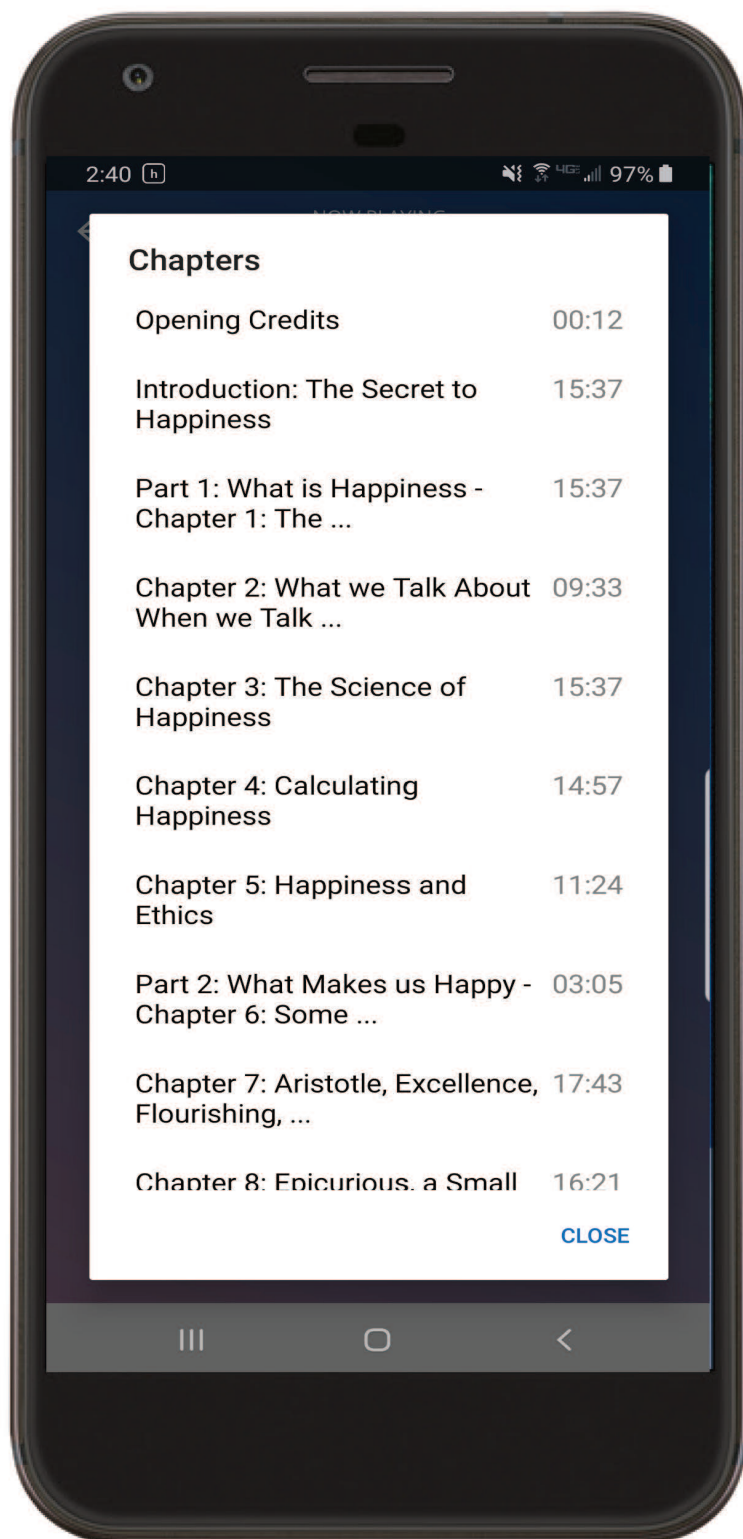 2:40 h 4GE 97%
NOW PLAYING
Chapters
Opening Credits 00:12
Introduction: The Secret to 15:37
Happiness
Part 1: What is Happiness - 15:37
Chapter 1: The ...
Chapter 2: What we Talk About 09:33
When we Talk ...
Chapter 3: The Science of 15:37
Happiness
Chapter 4: Calculating 14:57
Happiness
Chapter 5: Happiness and 11:24
Ethics
Part 2: What Makes us Happy - 03:05
Chapter 6: Some ...
Chapter 7: Aristotle, Excellence, 17:43
Flourishing, ...
Chapter 8: Epicurious, a Small 16:21
CLOSE